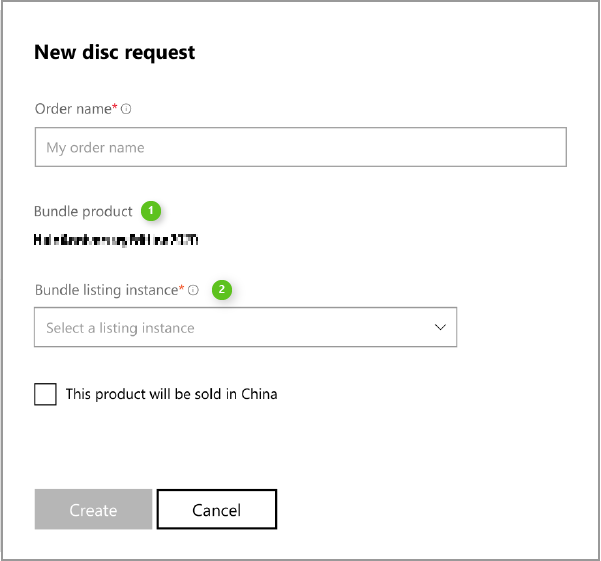 New disc request
Order name*
My order name
Bundle product 1
Bundle listing instance* 2
Select a listing instance
This product will be sold in China
Create Cancel